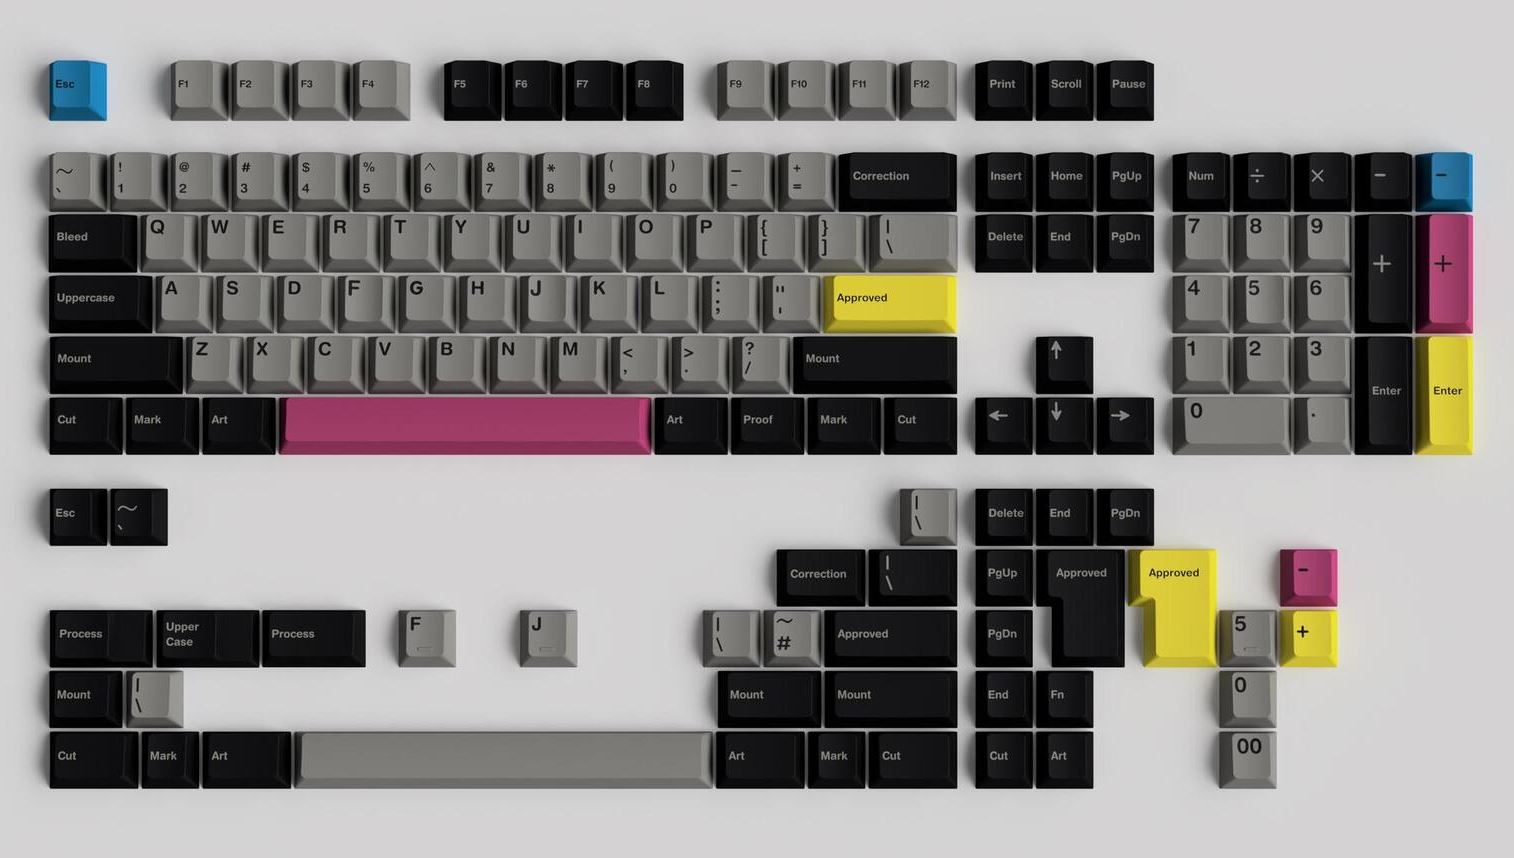 Esc F1 F2 F3 F4 F5 F6 F7 F8 F9 F10 F11 F12 Print Scroll Pause
~ ! @ # $ % ^ & * ( ) — +
` 1 2 3 4 5 6 7 8 9 0 - = Correction Insert Home PgUp Num ÷ × − −
Bleed Q W E R T Y U I O P { } | Delete End PgDn 7 8 9 + +
[ ] \
Uppercase A S D F G H J K L : " Approved 4 5 6
; '
Mount Z X C V B N M < > ? Mount ↑ 1 2 3 Enter Enter
, . /
Cut Mark Art Art Proof Mark Cut ← ↓ → 0 .
Esc ~ | Delete End PgDn
` \
Correction | PgUp Approved Approved −
\
Process Upper Process F J | ~ Approved PgDn 5 +
Case \ #
Mount | Mount Mount End Fn 0
\
Cut Mark Art Art Mark Cut Cut Art 00